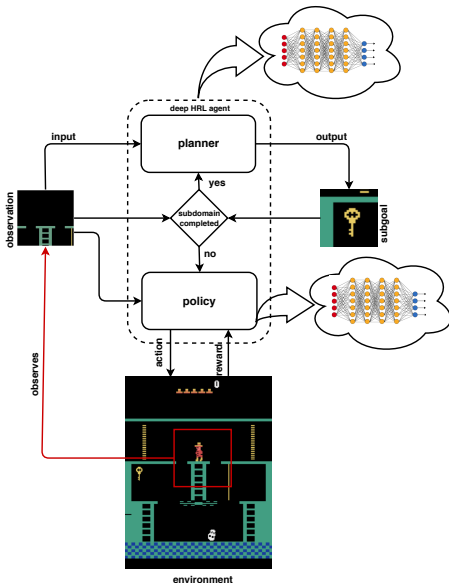 deep HRL agent
input
planner
output
yes
observation
subdomain
completed
subgoal
no
policy
action
reward
observes
0
environment